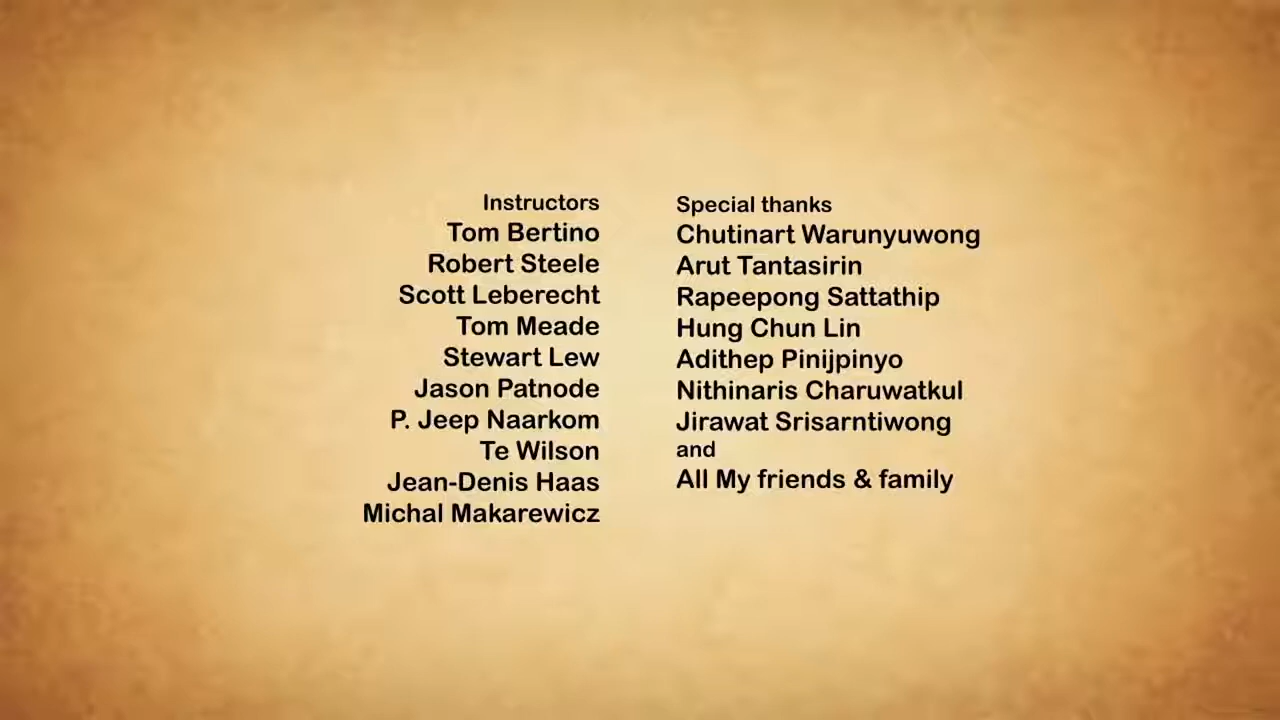 Instructors
Tom Bertino
Robert Steele
Scott Leberecht
Tom Meade
Stewart Lew
Jason Patnode
P. Jeep Naarkom
Te Wilson
Jean-Denis Haas
Michal Makarewicz
Special thanks
Chutinart Warunyuwong
Arut Tantasirin
Rapeepong Sattathip
Hung Chun Lin
Adithep Pinijpinyo
Nithinaris Charuwatkul
Jirawat Srisarntiwong
and
All My friends & family